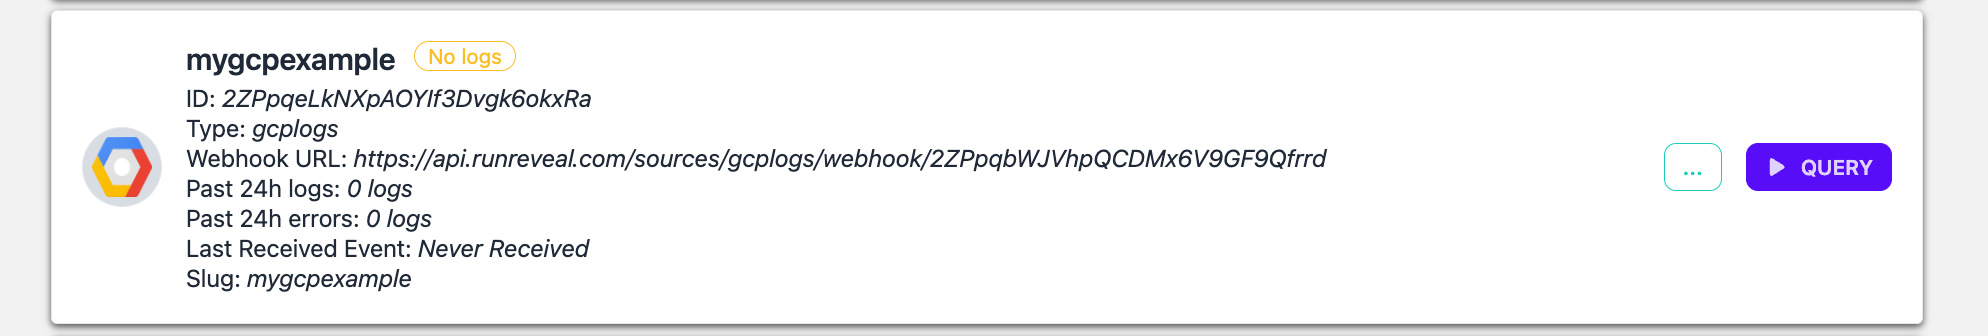 mygcpexample No logs
ID: 2ZPpqeLkNXpAOYIf3Dvgk6okxRa
Type: gcplogs
Webhook URL: https://api.runreveal.com/sources/gcplogs/webhook/2ZPpqbWJVhpQCDMx6V9GF9Qfrrd
Past 24h logs: 0 logs
Past 24h errors: 0 logs
Last Received Event: Never Received
Slug: mygcpexample
...
QUERY